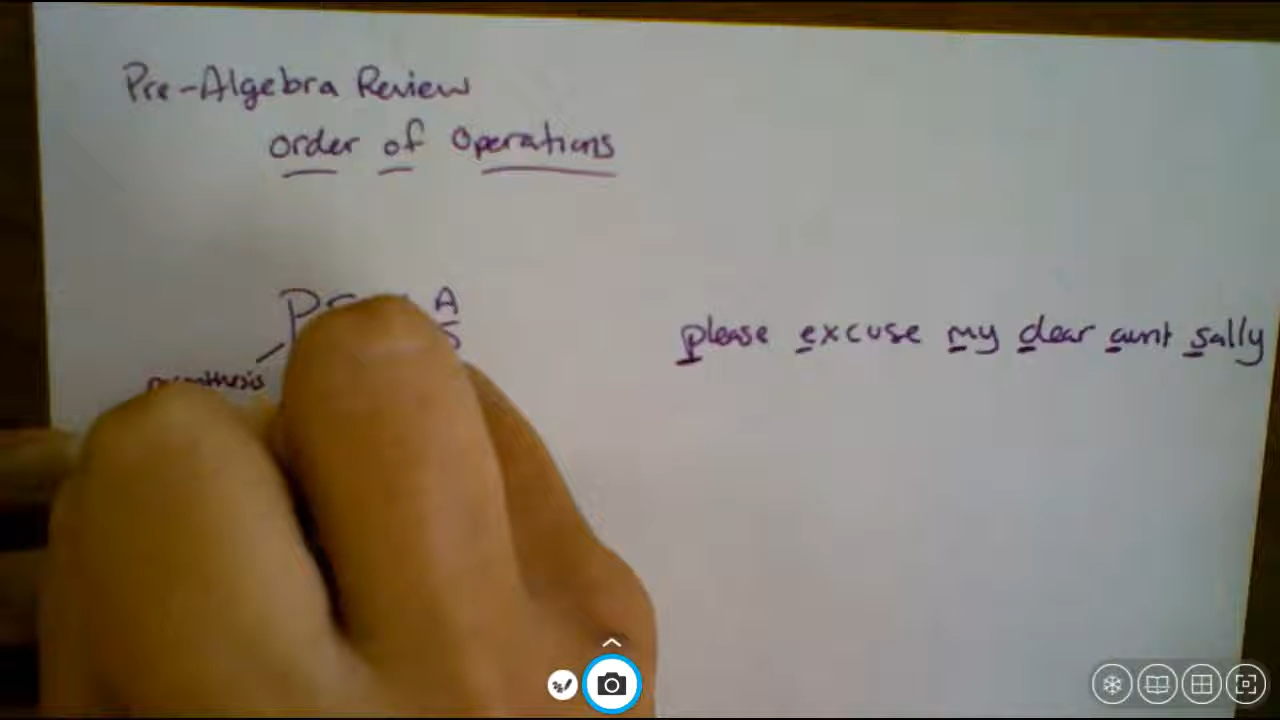 Pre-Algebra Review
Order of Operations
P A
S
please excuse my dear aunt sally